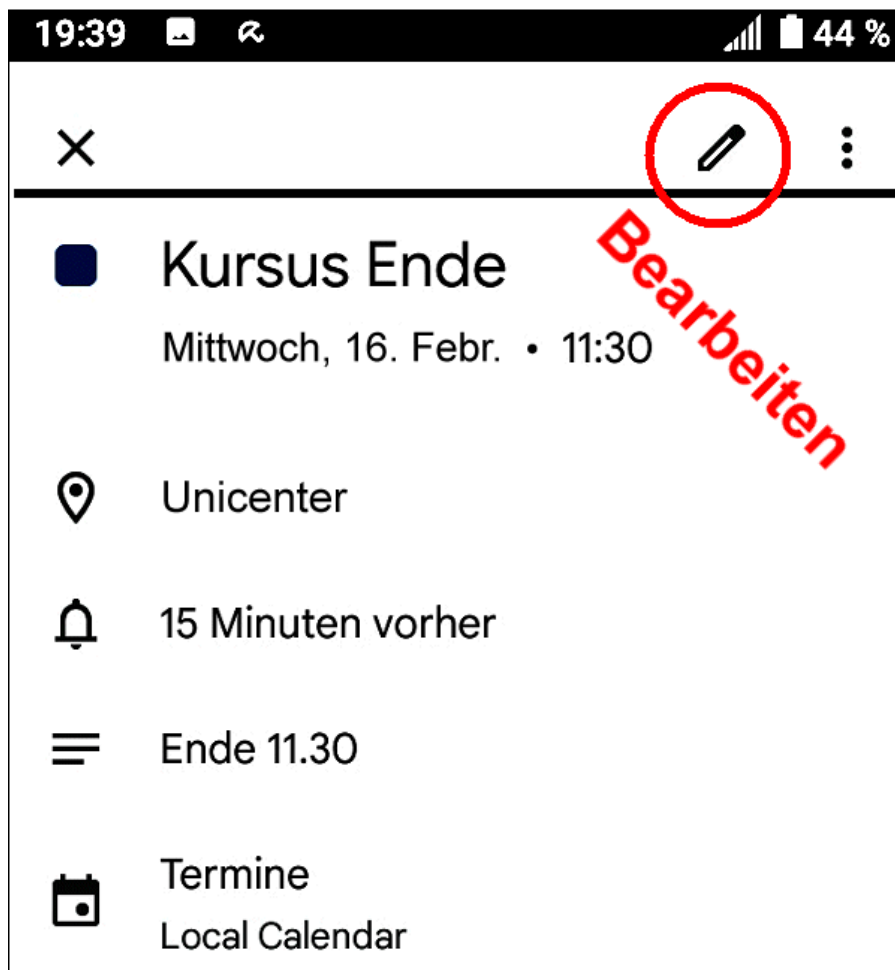 19:39 44 %
Kursus Ende
Mittwoch, 16. Febr. • 11:30
Bearbeiten
Unicenter
15 Minuten vorher
Ende 11.30
Termine
Local Calendar